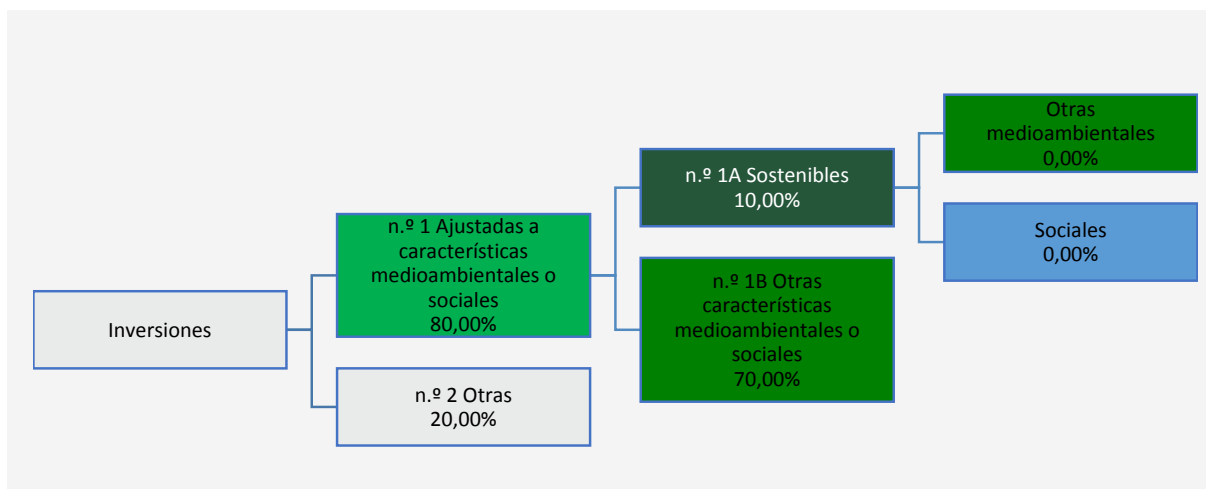 Inversiones
n.º 1 Ajustadas a
características
medioambientales o
sociales
80,00%
n.º 2 Otras
20,00%
n.º 1A Sostenibles
10,00%
n.º 1B Otras
características
medioambientales o
sociales
70,00%
Otras
medioambientales
0,00%
Sociales
0,00%